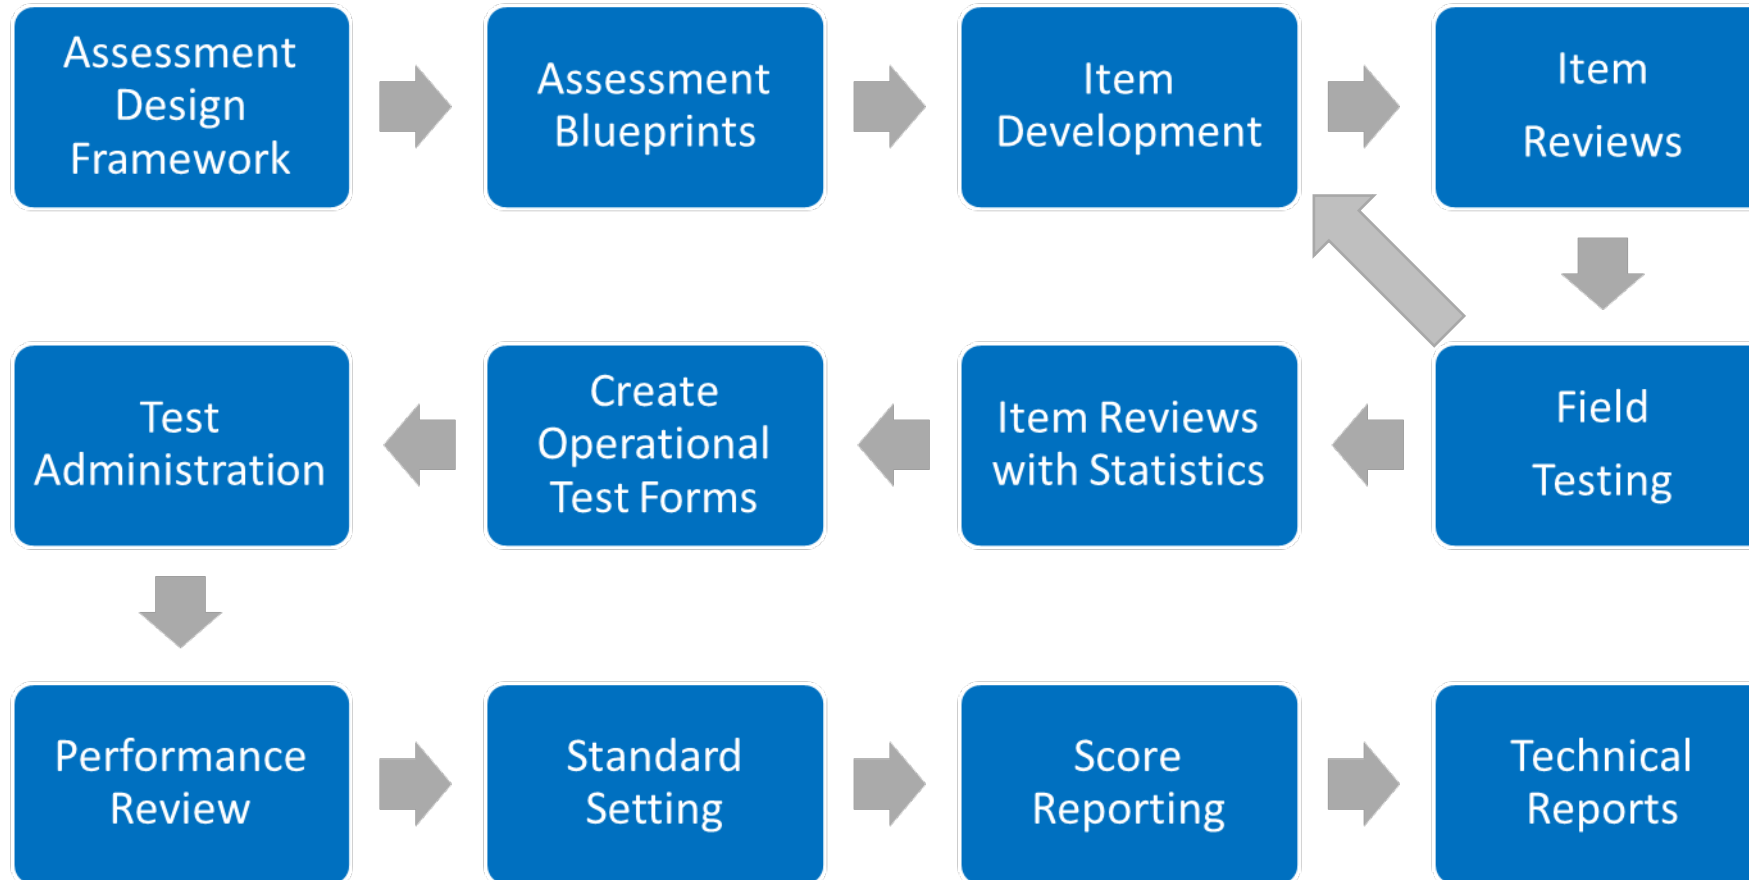 Assessment
Design
Framework
Assessment
Blueprints
Item
Development
Item
Reviews
Test
Administration
Create
Operational
Test Forms
Item Reviews
with Statistics
Field
Testing
Performance
Review
Standard
Setting
Score
Reporting
Technical
Reports